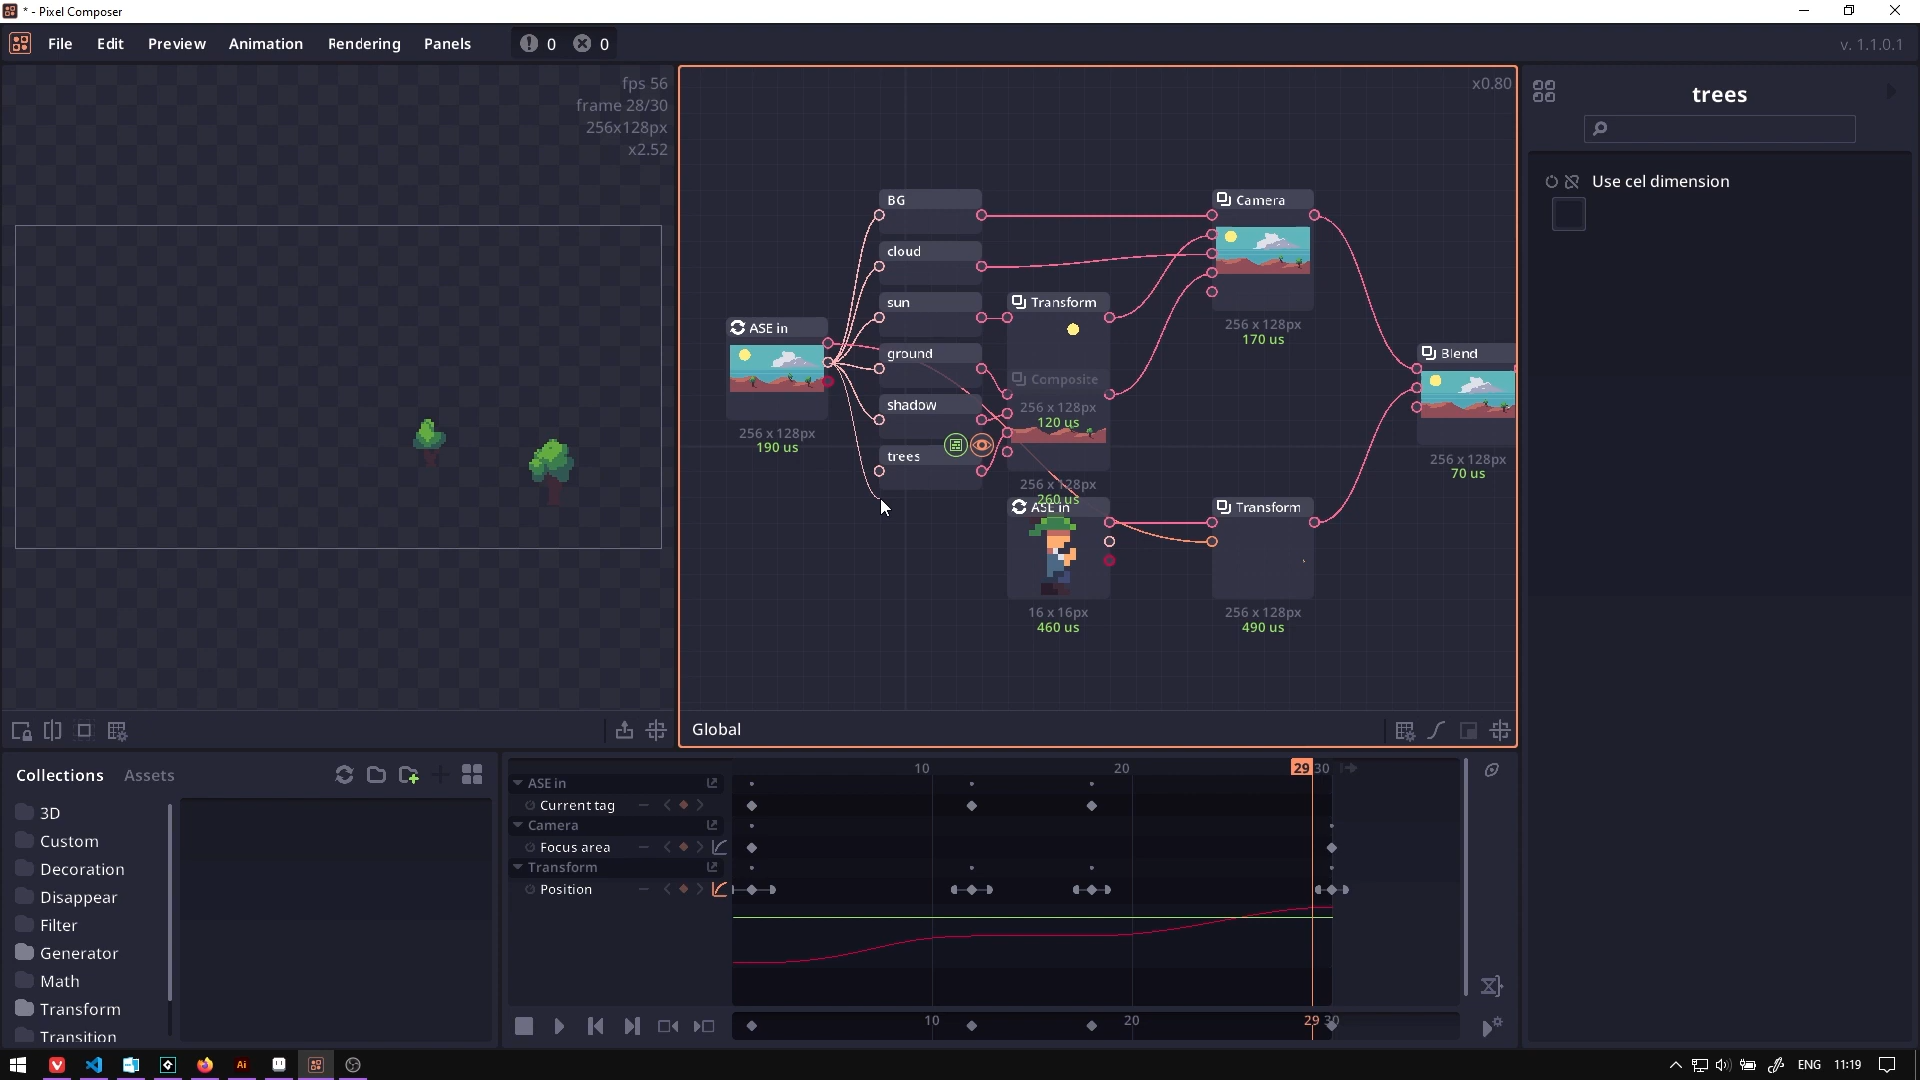 * - Pixel Composer
File
Edit
Preview
Animation
Rendering
Panels
0
0
v. 1.1.0.1
fps 56
frame 28/30
256x128px
x2.52
x0.80
BG
cloud
sun
ground
shadow
trees
ASE in
256 x 128px
190 us
Transform
Composite
256 x 128px
120 us
256 x 128px
260 us
ASE in
16 x 16px
460 us
Camera
256 x 128px
170 us
Transform
256 x 128px
490 us
Blend
256 x 128px
70 us
Global
trees
Use cel dimension
Collections
Assets
3D
Custom
Decoration
Disappear
Filter
Generator
Math
Transform
Transition
10
20
29
30
ASE in
Current tag
Camera
Focus area
Transform
Position
10
20
29
30
Ai
ENG
11:19